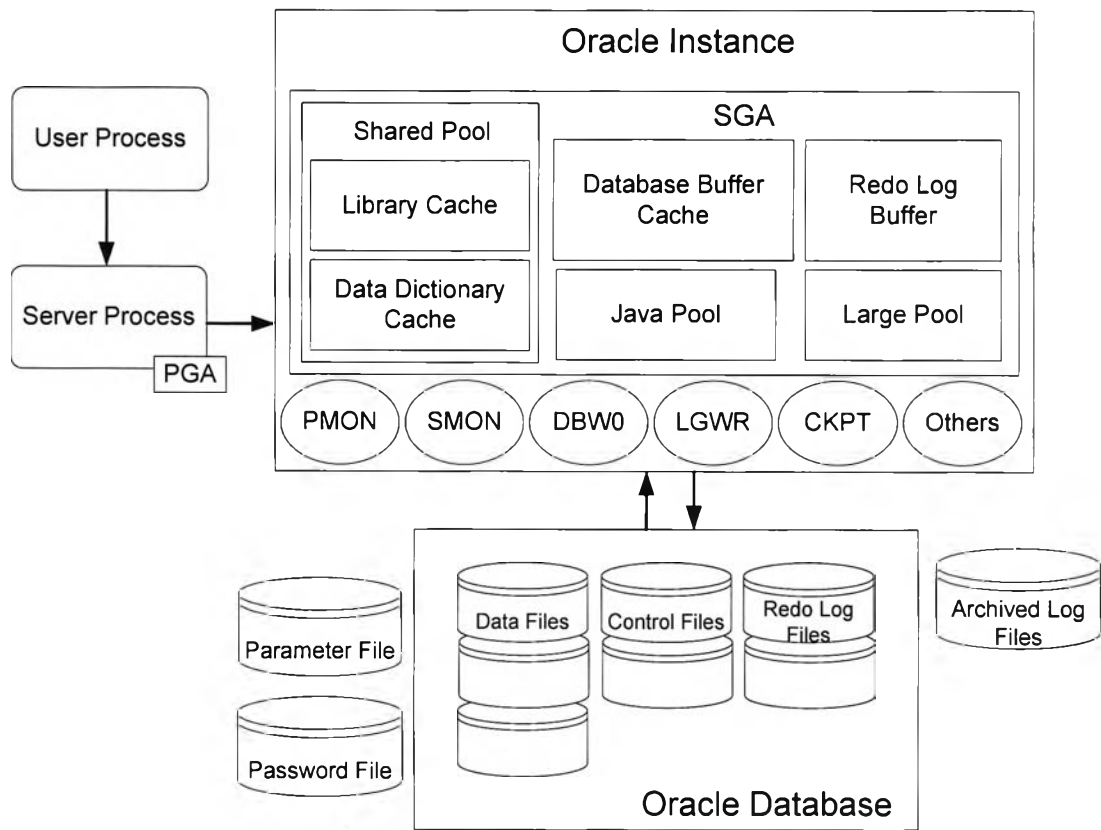 Oracle Instance
User Process
Server Process
PGA
SGA
Shared Pool
Library Cache
Data Dictionary
Cache
Database Buffer
Cache
Redo Log
Buffer
Java Pool
Large Pool
PMON
SMON
DBW0
LGWR
CKPT
Others
Parameter File
Password File
Data Files
Control Files
Redo Log
Files
Archived Log
Files
Oracle Database